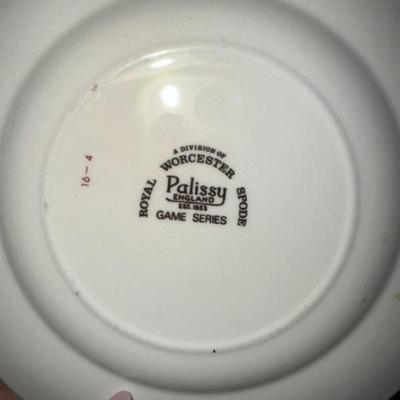 A DIVISION OF
ROYAL WORCESTER SPODE
Palissy
ENGLAND
EST. 1853
GAME SERIES
16-4